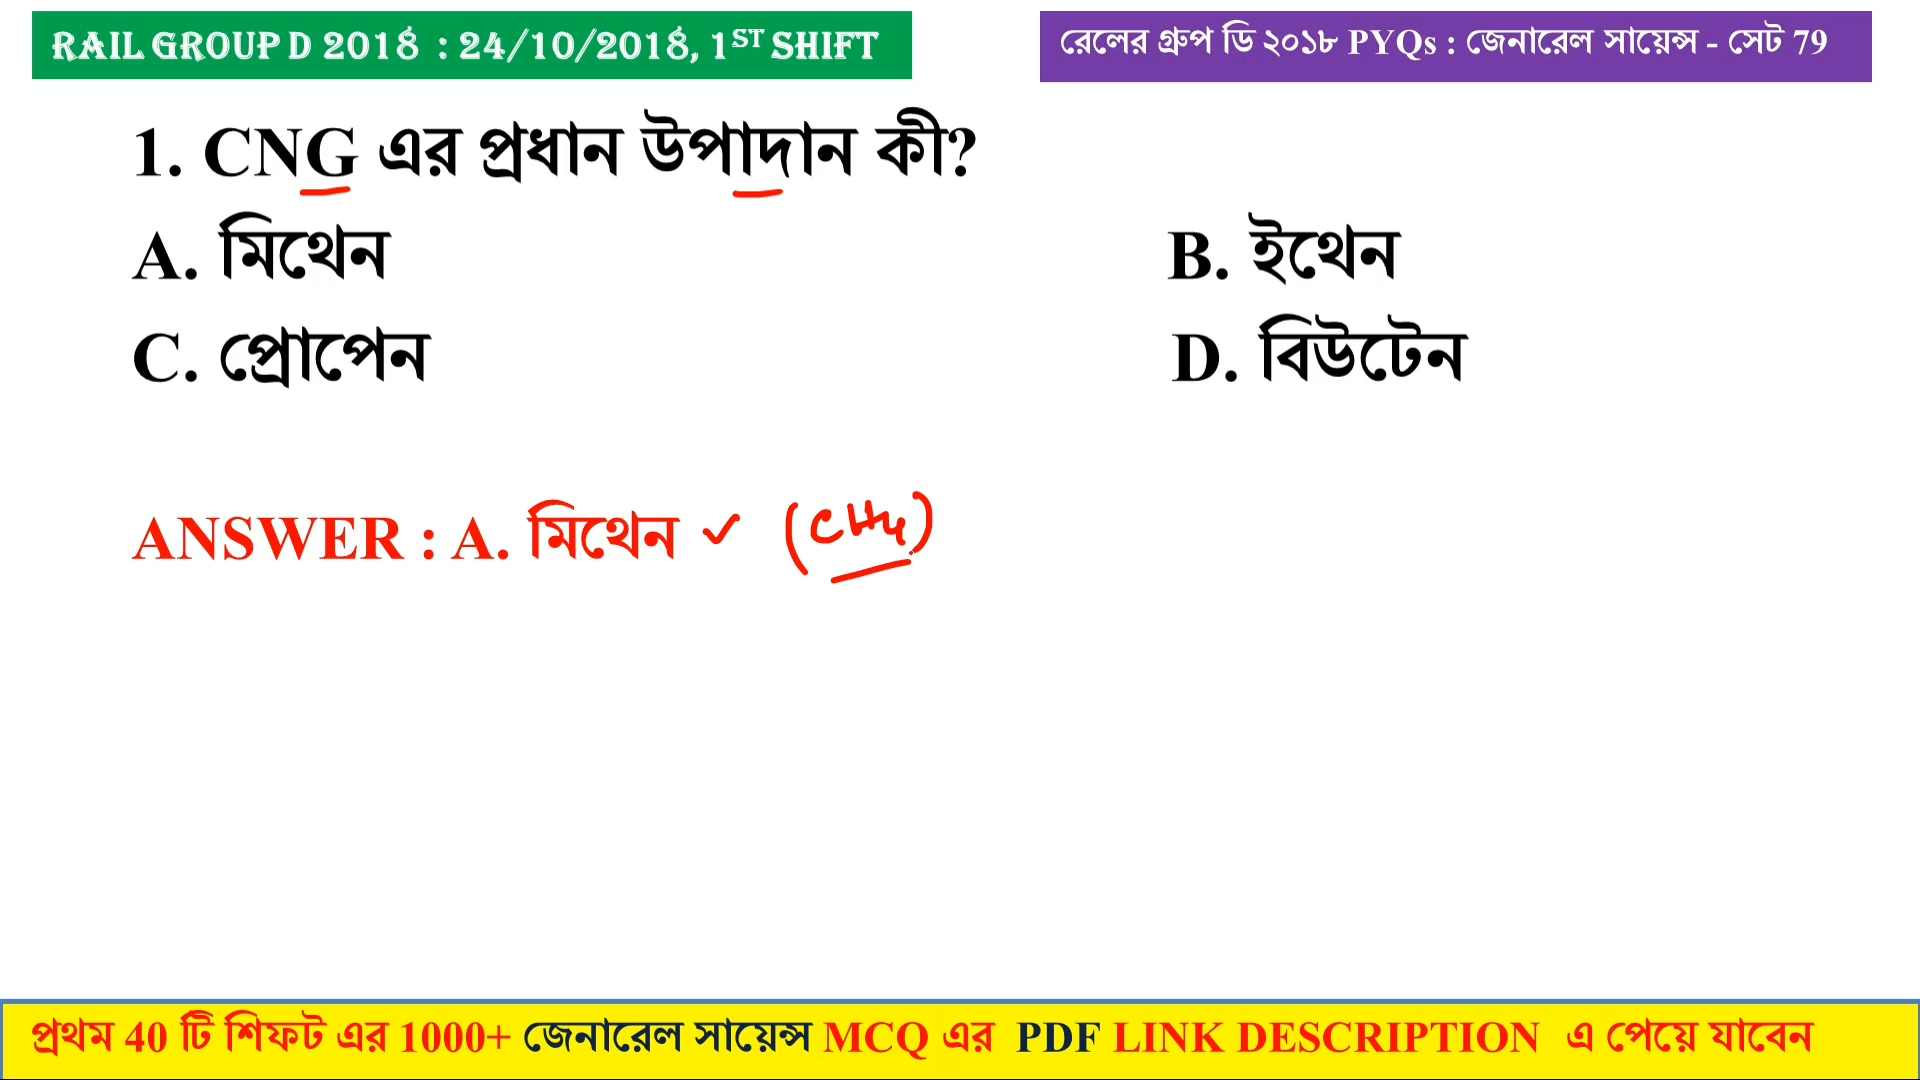 RAIL GROUP D 2018 : 24/10/2018, 1ST SHIFT
রেলের গ্রুপ ডি ২০১৮ PYQs : জেনারেল সায়েন্স - সেট 79
1. CNG এর প্রধান উপাদান কী?
A. মিথেন B. ইথেন
C. প্রোপেন D. বিউটেন
ANSWER : A. মিথেন ✓ (CH4)
প্রথম 40 টি শিফট এর 1000+ জেনারেল সায়েন্স MCQ এর PDF LINK DESCRIPTION এ পেয়ে যাবেন